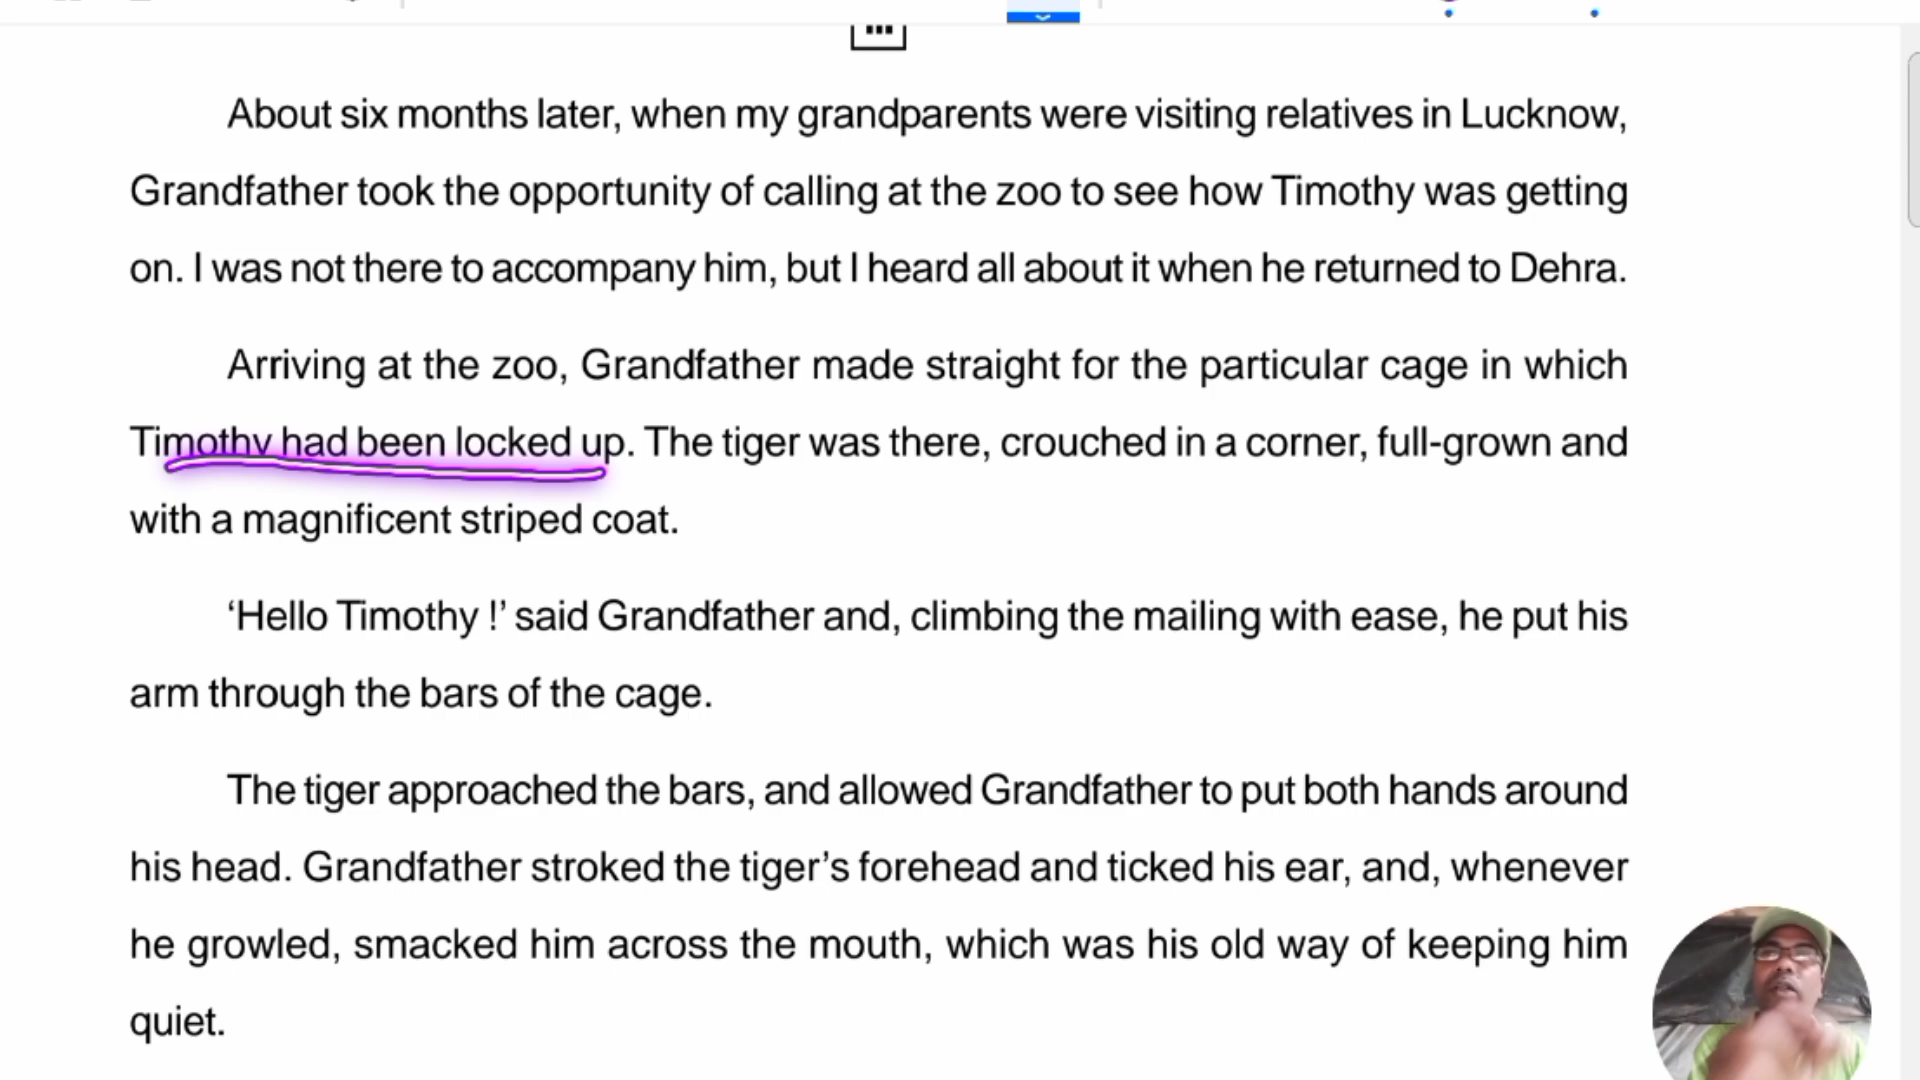 III
About six months later, when my grandparents were visiting relatives in Lucknow,
Grandfather took the opportunity of calling at the zoo to see how Timothy was getting
on. I was not there to accompany him, but I heard all about it when he returned to Dehra.
Arriving at the zoo, Grandfather made straight for the particular cage in which
Timothy had been locked up. The tiger was there, crouched in a corner, full-grown and
with a magnificent striped coat.
‘Hello Timothy !’ said Grandfather and, climbing the mailing with ease, he put his
arm through the bars of the cage.
The tiger approached the bars, and allowed Grandfather to put both hands around
his head. Grandfather stroked the tiger’s forehead and ticked his ear, and, whenever
he growled, smacked him across the mouth, which was his old way of keeping him
quiet.